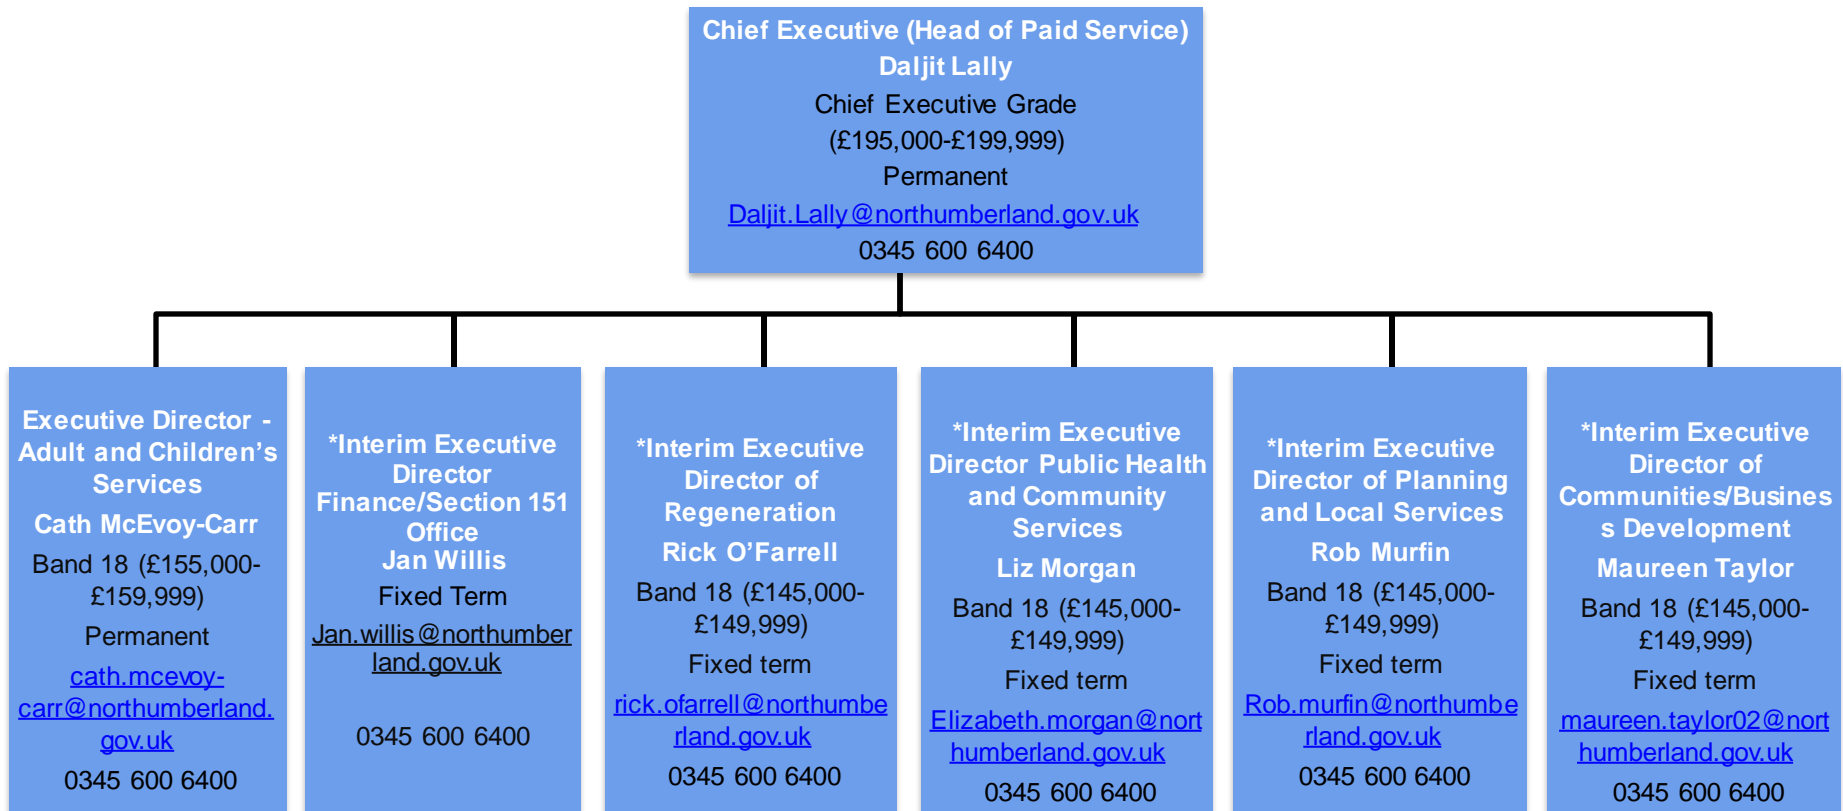 Chief Executive (Head of Paid Service)
Daljit Lally
Chief Executive Grade
(£195,000-£199,999)
Permanent
Daljit.Lally@northumberland.gov.uk
0345 600 6400
Executive Director -
Adult and Children’s
Services
Cath McEvoy-Carr
Band 18 (£155,000-
£159,999)
Permanent
cath.mcevoy-
carr@northumberland.
gov.uk
0345 600 6400
*Interim Executive
Director
Finance/Section 151
Office
Jan Willis
Fixed Term
Jan.willis@northumber
land.gov.uk
0345 600 6400
*Interim Executive
Director of
Regeneration
Rick O’Farrell
Band 18 (£145,000-
£149,999)
Fixed term
rick.ofarrell@northumbe
rland.gov.uk
0345 600 6400
*Interim Executive
Director Public Health
and Community
Services
Liz Morgan
Band 18 (£145,000-
£149,999)
Fixed term
Elizabeth.morgan@nort
humberland.gov.uk
0345 600 6400
*Interim Executive
Director of Planning
and Local Services
Rob Murfin
Band 18 (£145,000-
£149,999)
Fixed term
Rob.murfin@northumbe
rland.gov.uk
0345 600 6400
*Interim Executive
Director of
Communities/Busines
s Development
Maureen Taylor
Band 18 (£145,000-
£149,999)
Fixed term
maureen.taylor02@nort
humberland.gov.uk
0345 600 6400